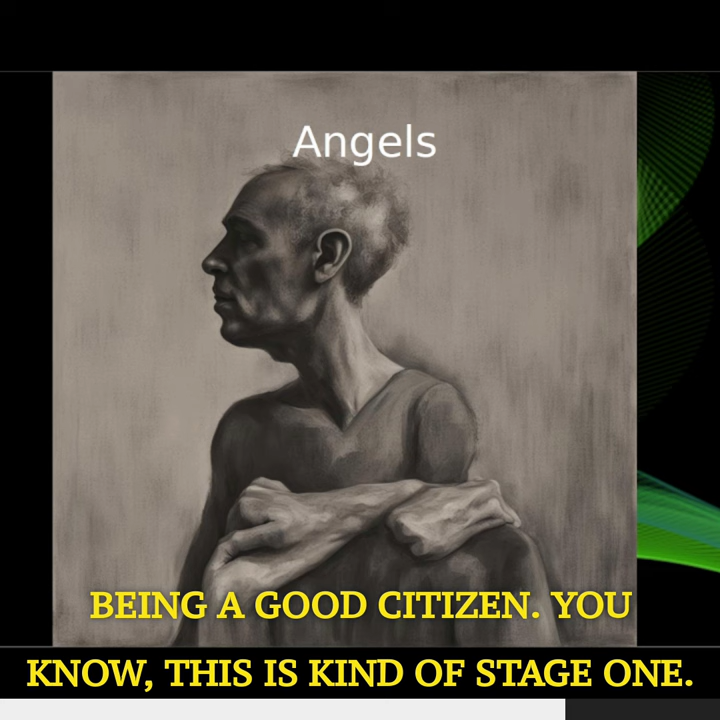 Angels
BEING A GOOD CITIZEN. YOU
KNOW, THIS IS KIND OF STAGE ONE.